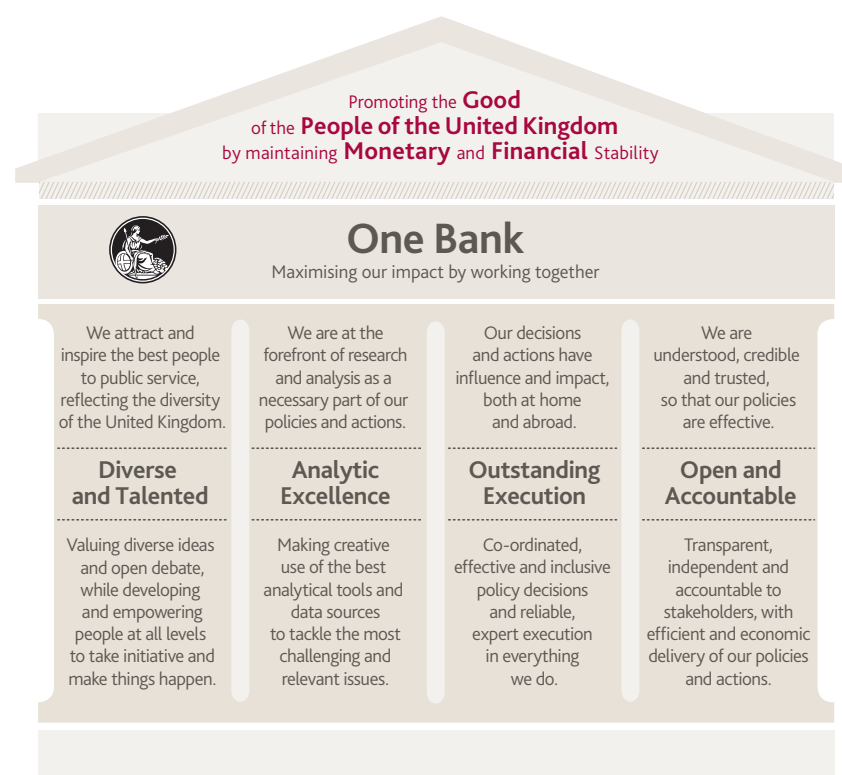 Promoting the Good
of the People of the United Kingdom
by maintaining Monetary and Financial Stability
One Bank
Maximising our impact by working together
We attract and
inspire the best people
to public service,
reflecting the diversity
of the United Kingdom.
Diverse
and Talented
Valuing diverse ideas
and open debate,
while developing
and empowering
people at all levels
to take initiative and
make things happen.
We are at the
forefront of research
and analysis as a
necessary part of our
policies and actions.
Analytic
Excellence
Making creative
use of the best
analytical tools and
data sources
to tackle the most
challenging and
relevant issues.
Our decisions
and actions have
influence and impact,
both at home
and abroad.
Outstanding
Execution
Co-ordinated,
effective and inclusive
policy decisions
and reliable,
expert execution
in everything
we do.
We are
understood, credible
and trusted,
so that our policies
are effective.
Open and
Accountable
Transparent,
independent and
accountable to
stakeholders, with
efficient and economic
delivery of our policies
and actions.